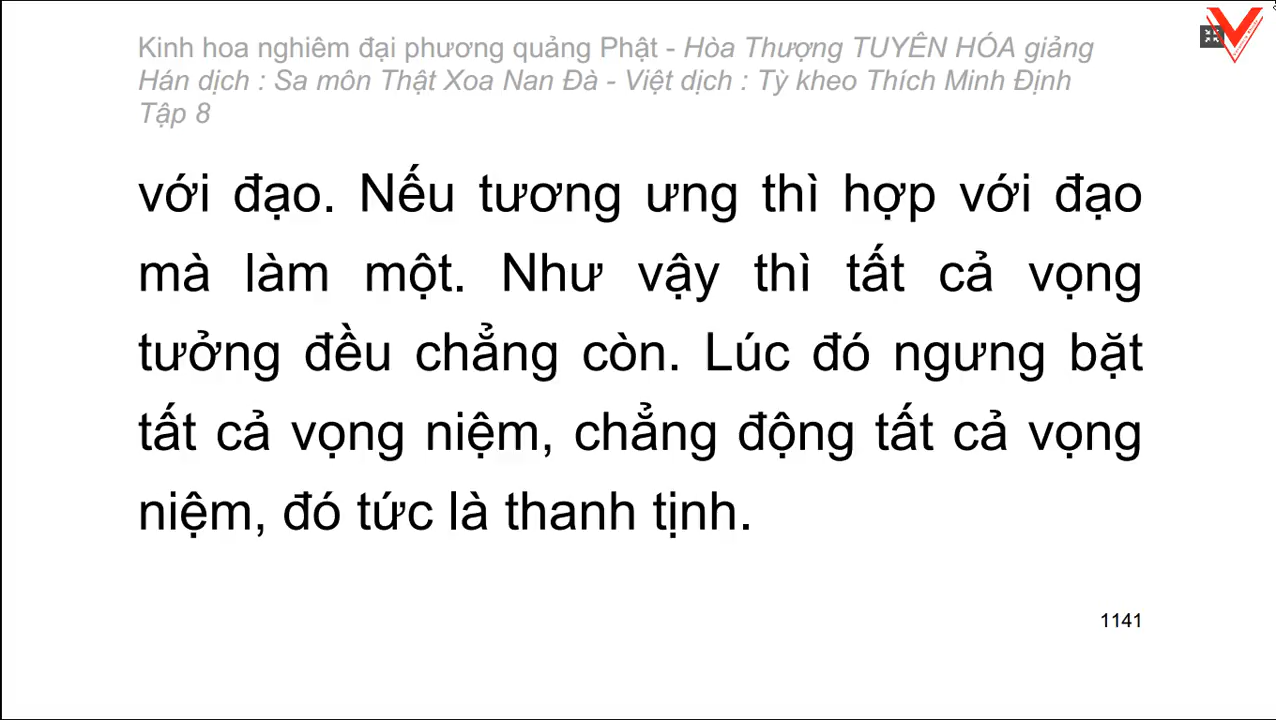 Kinh hoa nghiêm đại phương quảng Phật - Hòa Thượng TUYÊN HÓA giảng
Hán dịch : Sa môn Thật Xoa Nan Đà - Việt dịch : Tỳ kheo Thích Minh Định
Tập 8
với đạo. Nếu tương ưng thì hợp với đạo
mà làm một. Như vậy thì tất cả vọng
tưởng đều chẳng còn. Lúc đó ngưng bặt
tất cả vọng niệm, chẳng động tất cả vọng
niệm, đó tức là thanh tịnh.
1141